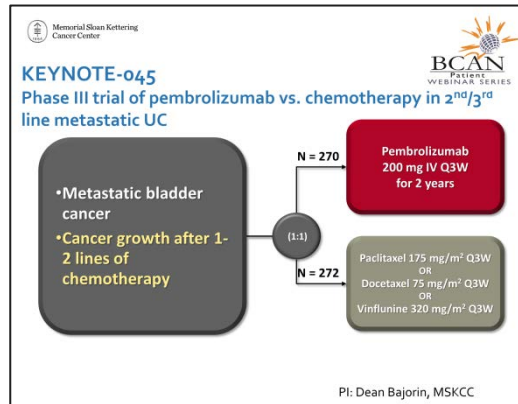 Memorial Sloan Kettering
Cancer Center
BCAN
Patient
WEBINAR SERIES
KEYNOTE-045
Phase III trial of pembrolizumab vs. chemotherapy in 2nd/3rd
line metastatic UC
•Metastatic bladder
cancer
•Cancer growth after 1-
2 lines of
chemotherapy
(1:1)
N = 270
Pembrolizumab
200 mg IV Q3W
for 2 years
N = 272
Paclitaxel 175 mg/m² Q3W
OR
Docetaxel 75 mg/m² Q3W
OR
Vinflunine 320 mg/m² Q3W
PI: Dean Bajorin, MSKCC